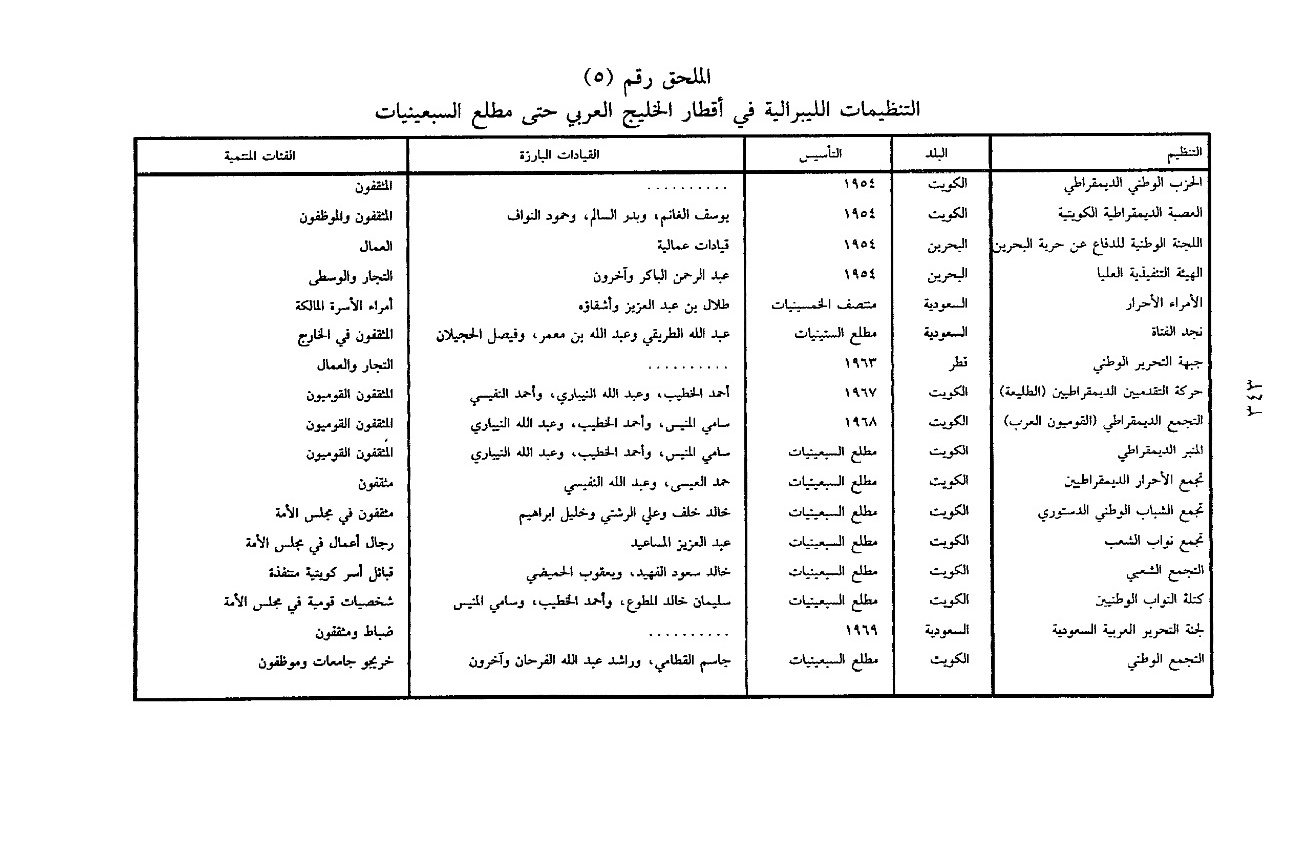 الملحق رقم (٥)
التنظيمات الليبرالية في أقطار الخليج العربي حتى مطلع السبعينيات
التنظيم البلد التأسيس القيادات البارزة الفئات المنتمية
الحزب الوطني الديمقراطي الكويت ١٩٥٤ .......... المثقفون
العصبة الديمقراطية الكويتية الكويت ١٩٥٤ يوسف الغانم، وبدر السالم، وحمود النواف المثقفون والموظفون
اللجنة الوطنية للدفاع عن حرية البحرين البحرين ١٩٥٤ قيادات عمالية العمال
الهيئة التنفيذية العليا البحرين ١٩٥٤ عبد الرحمن الباكر وآخرون التجار والوسطى
الأمراء الأحرار السعودية منتصف الخمسينيات طلال بن عبد العزيز وأشقاؤه أمراء الأسرة المالكة
نجد الفتاة السعودية مطلع الستينيات عبد الله الطريقي وعبد الله بن معمر، وفيصل الحجيلان المثقفون في الخارج
جبهة التحرير الوطني قطر ١٩٦٣ .......... التجار والعمال
حركة التقدميين الديمقراطيين (الطليعة) الكويت ١٩٦٧ أحمد الخطيب، وعبد الله النيباري، وأحمد النفيسي المثقفون القوميون
التجمع الديمقراطي (القوميون العرب) الكويت ١٩٦٨ سامي المنيس، وأحمد الخطيب، وعبد الله النيباري المثقفون القوميون
المنبر الديمقراطي الكويت مطلع السبعينيات سامي المنيس، وأحمد الخطيب، وعبد الله النيباري المثقفون القوميون
تجمع الأحرار الديمقراطيين الكويت مطلع السبعينيات حمد العيسى، وعبد الله النفيسي مثقفون
تجمع الشباب الوطني الدستوري الكويت مطلع السبعينيات خالد خلف وعلي الرشتي وخليل ابراهيم مثقفون في مجلس الأمة
تجمع نواب الشعب الكويت مطلع السبعينيات عبد العزيز المساعيد رجال أعمال في مجلس الأمة
التجمع الشعبي الكويت مطلع السبعينيات خالد سعود الفهيد، ويعقوب الحميضي قبائل أسر كويتية متنفذة
كتلة النواب الوطنيين الكويت مطلع السبعينيات سليمان خالد المطوع، وأحمد الخطيب، وسامي المنيس شخصيات قومية في مجلس الأمة
لجنة التحرير العربية السعودية السعودية ١٩٦٩ .......... ضباط ومثقفون
التجمع الوطني الكويت مطلع السبعينيات جاسم القطامي، وراشد عبد الله الفرحان وآخرون خريجو جامعات وموظفون
٣٤٣